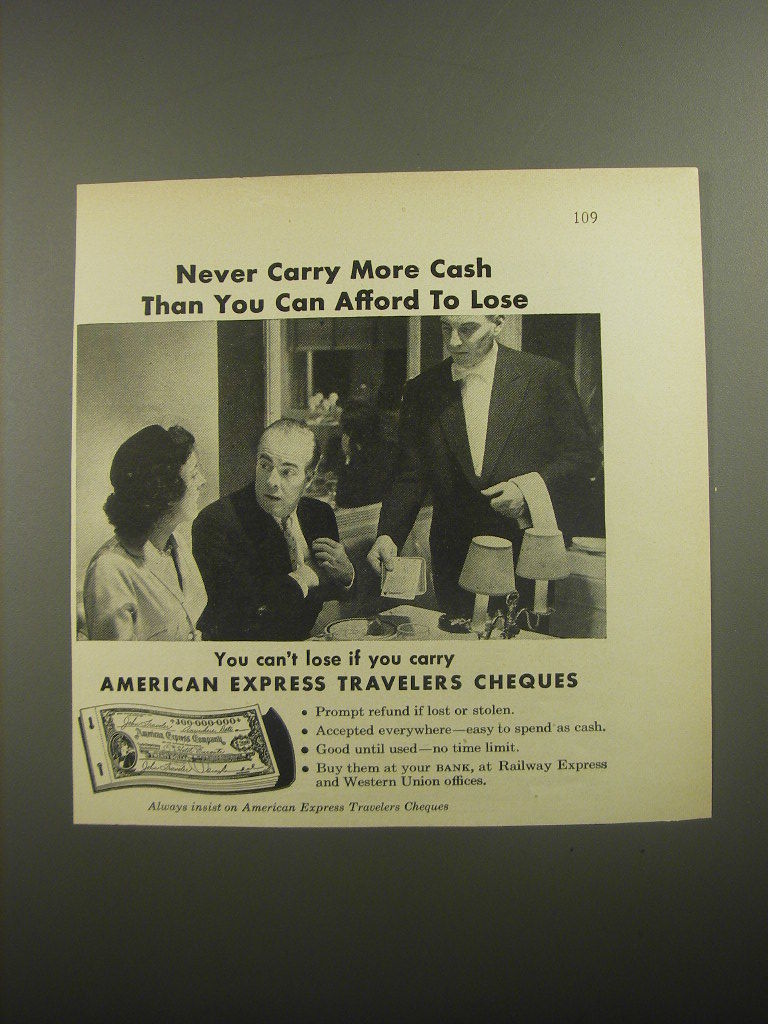 109
Never Carry More Cash
Than You Can Afford To Lose
You can't lose if you carry
AMERICAN EXPRESS TRAVELERS CHEQUES
American Express Company
• Prompt refund if lost or stolen.
• Accepted everywhere—easy to spend as cash.
• Good until used—no time limit.
• Buy them at your BANK, at Railway Express
and Western Union offices.
Always insist on American Express Travelers Cheques